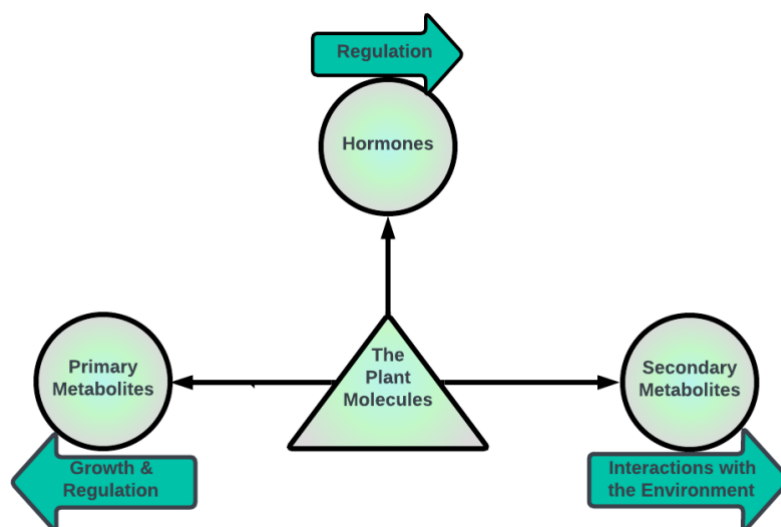 Regulation
Hormones
Primary
Metabolites
The
Plant
Molecules
Secondary
Metabolites
Growth &
Regulation
Interactions with
the Environment